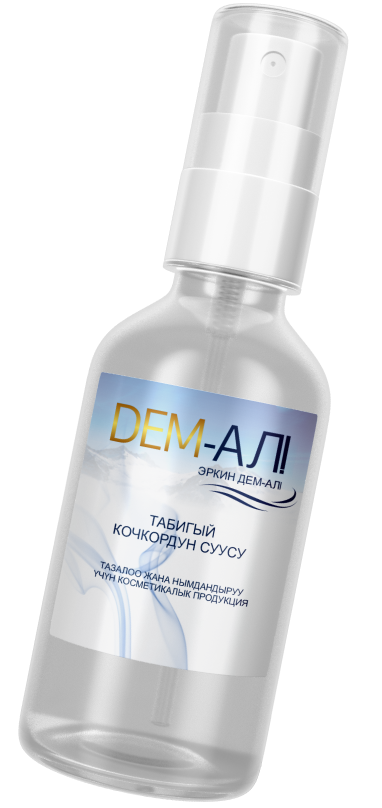 DEM-АЛ!
ЭРКИН ДЕМ-АЛ!
ТАБИГЫЙ
КОЧКОРДУН СУУСУ
ТАЗАЛОО ЖАНА НЫМДАНДЫРУУ
ҮЧҮН КОСМЕТИКАЛЫК ПРОДУКЦИЯ